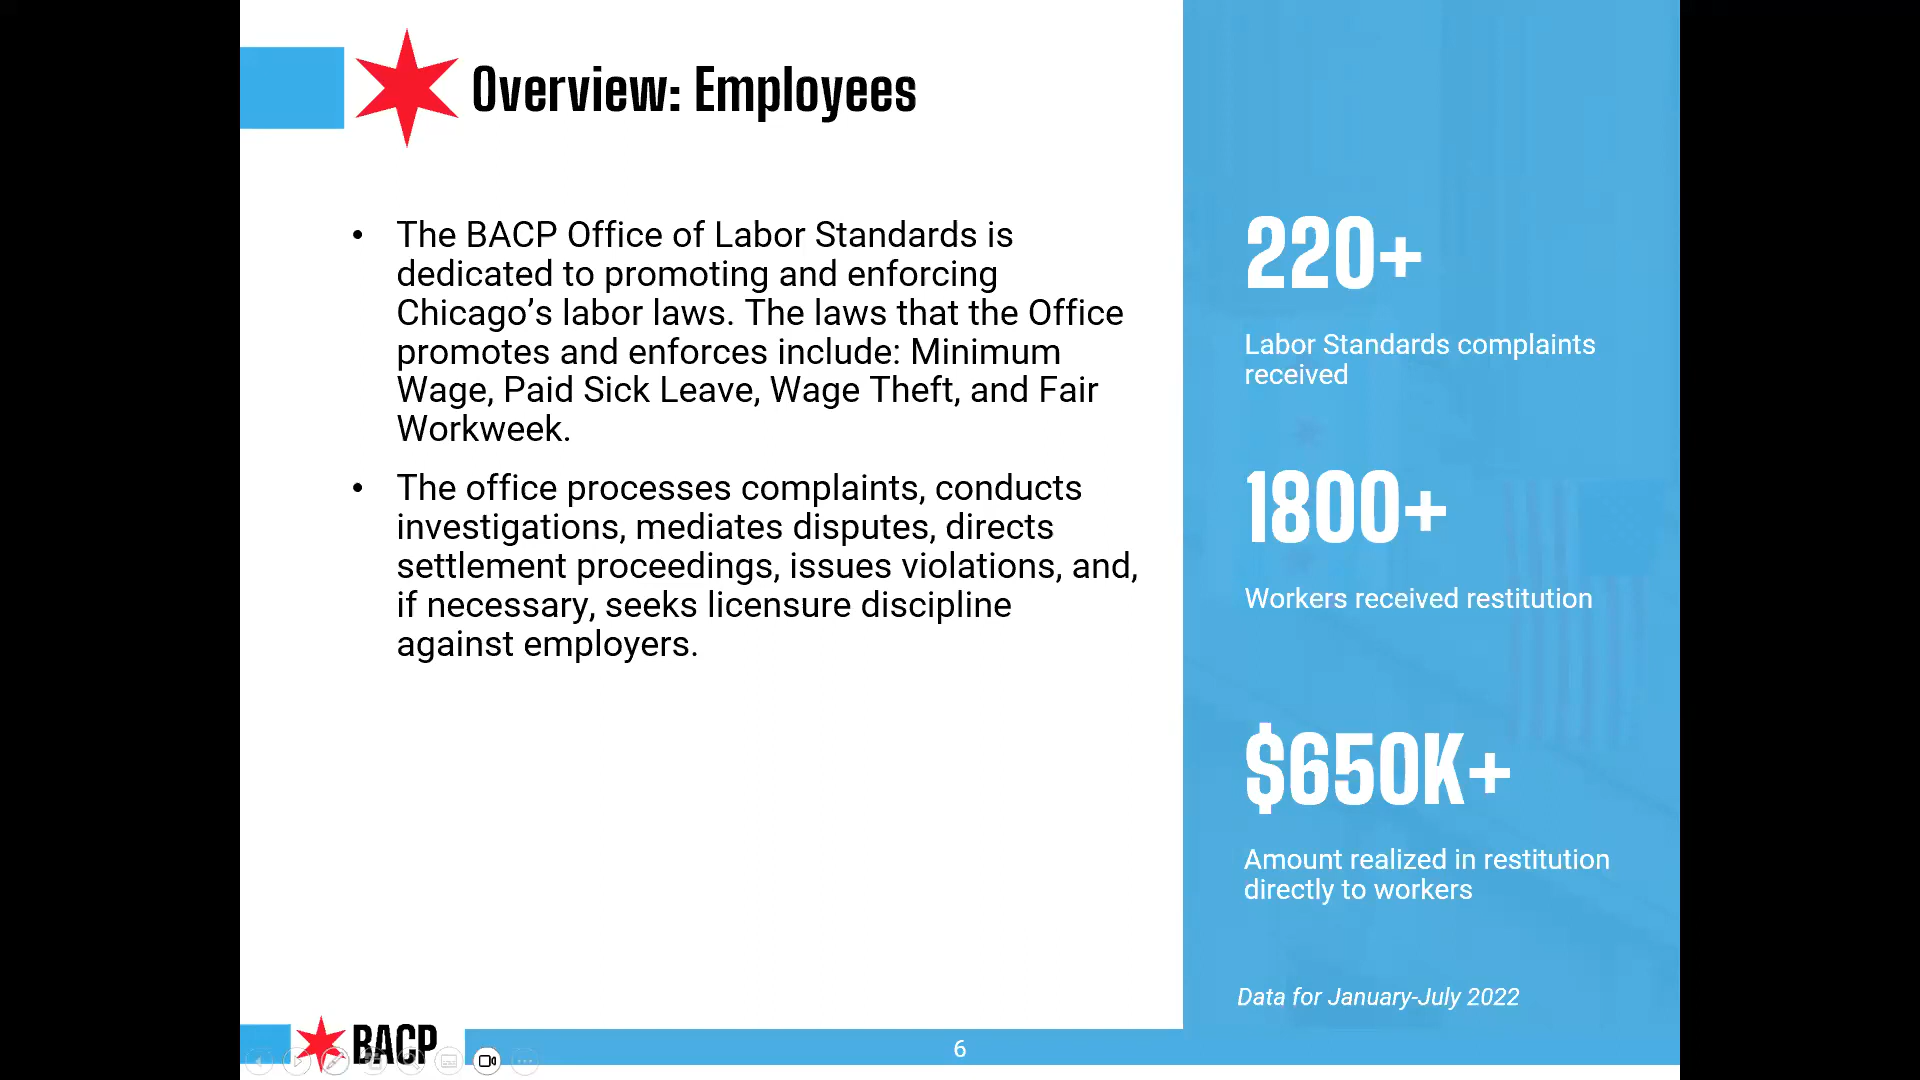 Overview: Employees
• The BACP Office of Labor Standards is
dedicated to promoting and enforcing
Chicago’s labor laws. The laws that the Office
promotes and enforces include: Minimum
Wage, Paid Sick Leave, Wage Theft, and Fair
Workweek.
• The office processes complaints, conducts
investigations, mediates disputes, directs
settlement proceedings, issues violations, and,
if necessary, seeks licensure discipline
against employers.
220+
Labor Standards complaints
received
1800+
Workers received restitution
$650K+
Amount realized in restitution
directly to workers
Data for January-July 2022
BACP
6